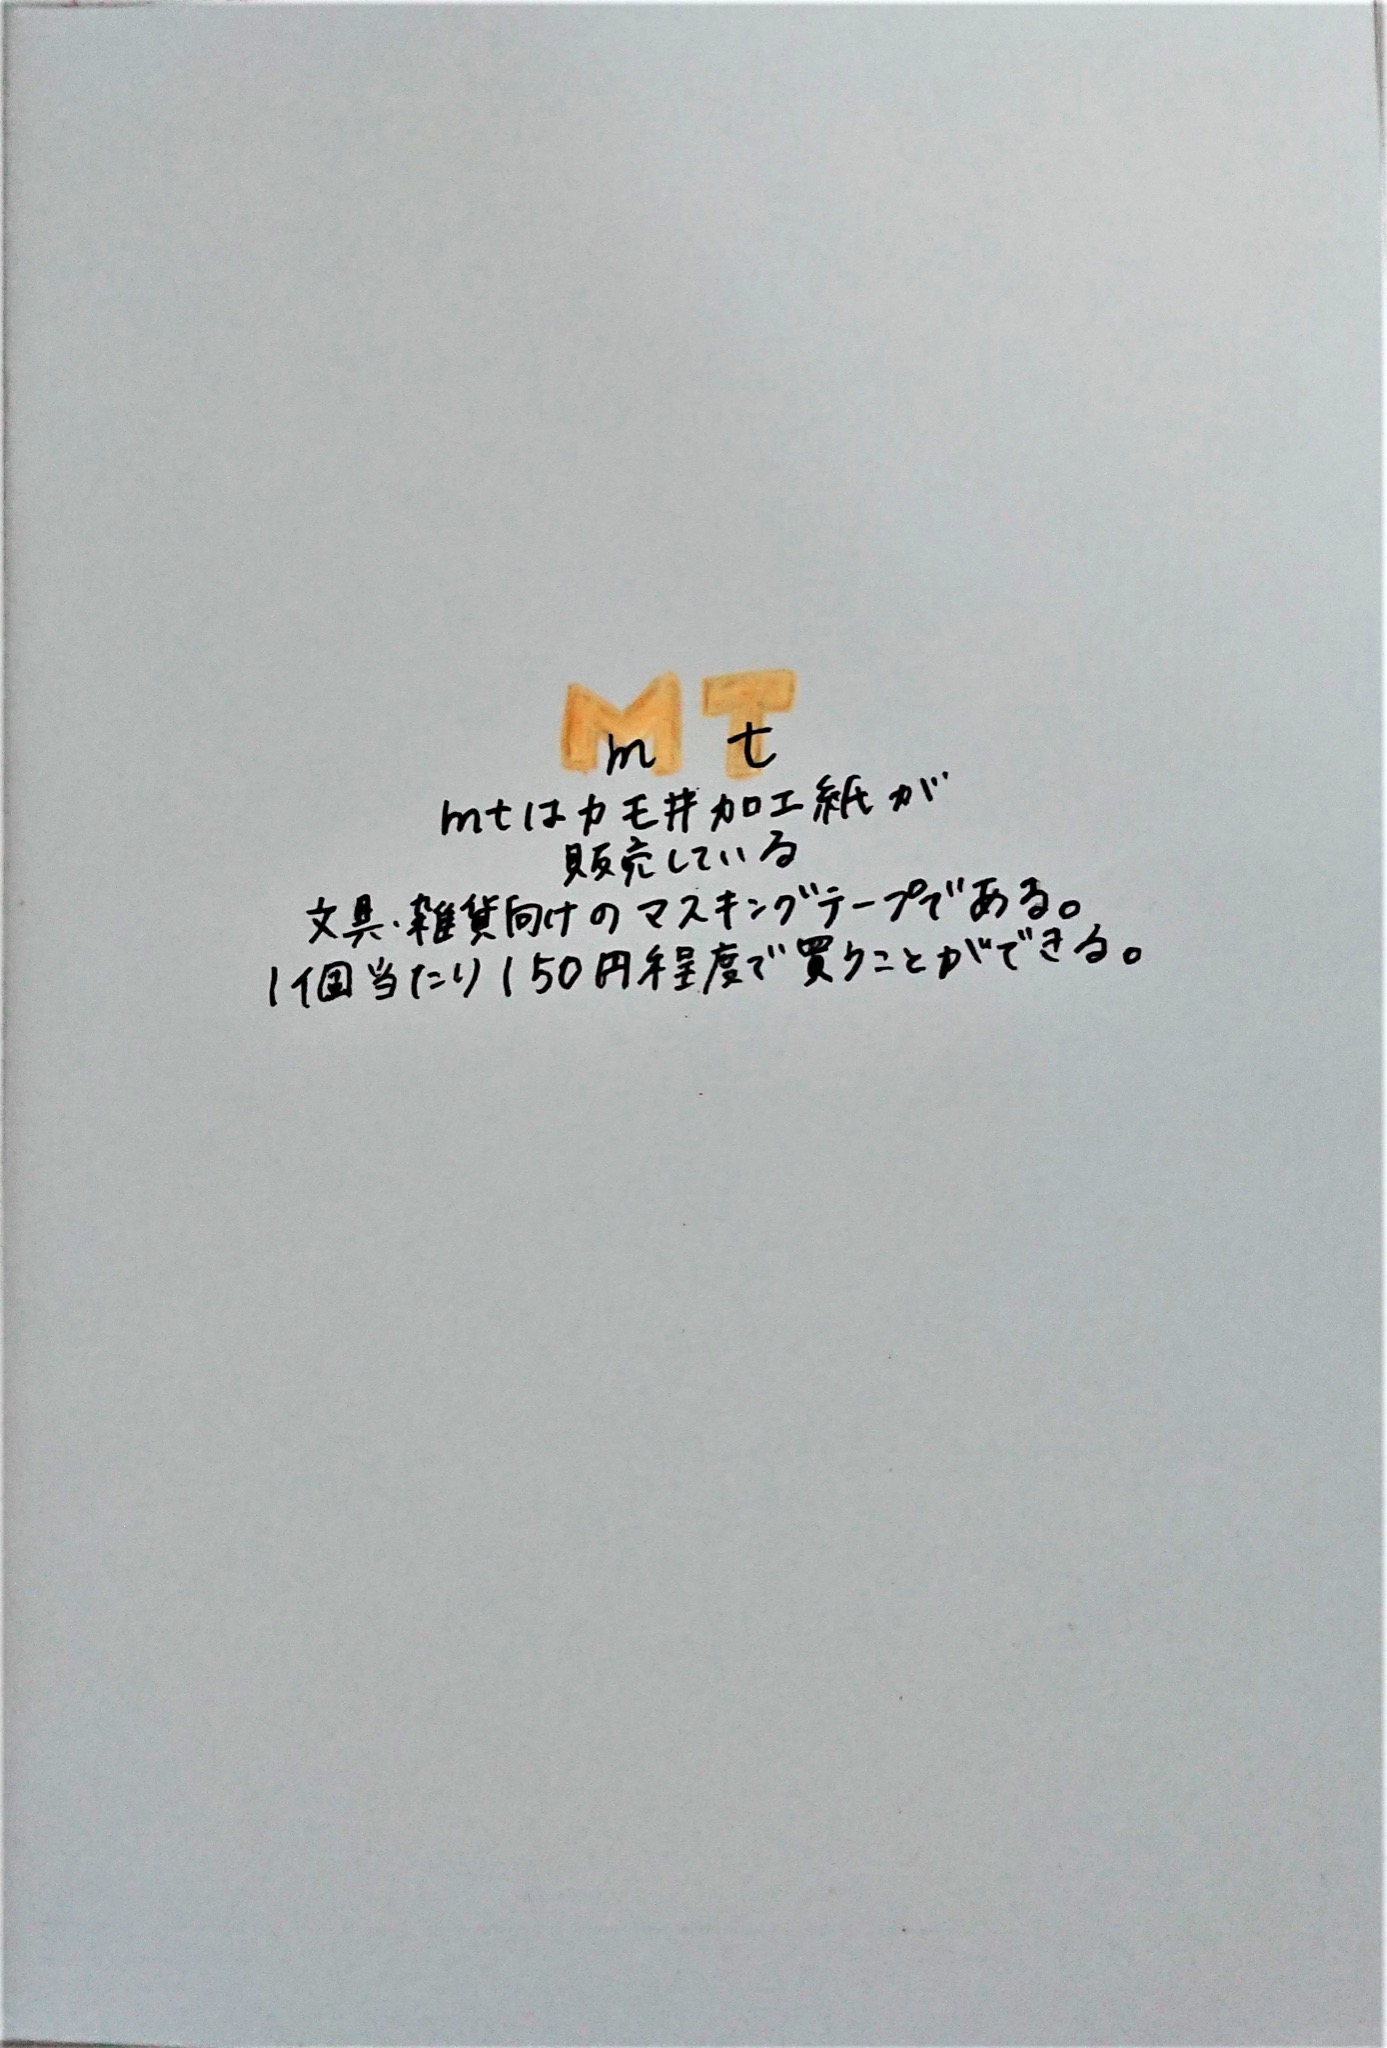 MT
m t
mtはカモ井加工紙が
販売している
文具・雑貨向けのマスキングテープである。
1個当たり150円程度で買うことができる。